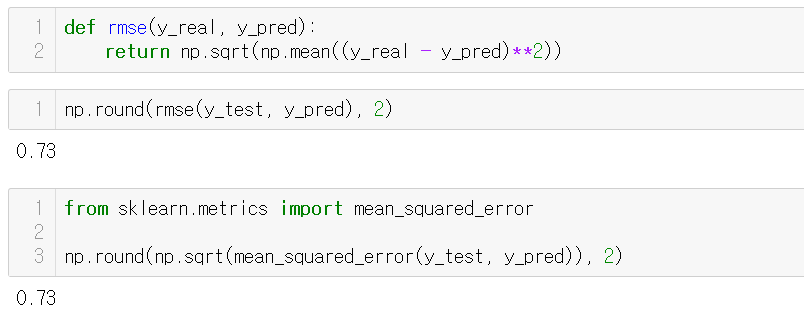 1 def rmse(y_real, y_pred):
2     return np.sqrt(np.mean((y_real - y_pred)**2))
1 np.round(rmse(y_test, y_pred), 2)
0.73
1 from sklearn.metrics import mean_squared_error
2
3 np.round(np.sqrt(mean_squared_error(y_test, y_pred)), 2)
0.73